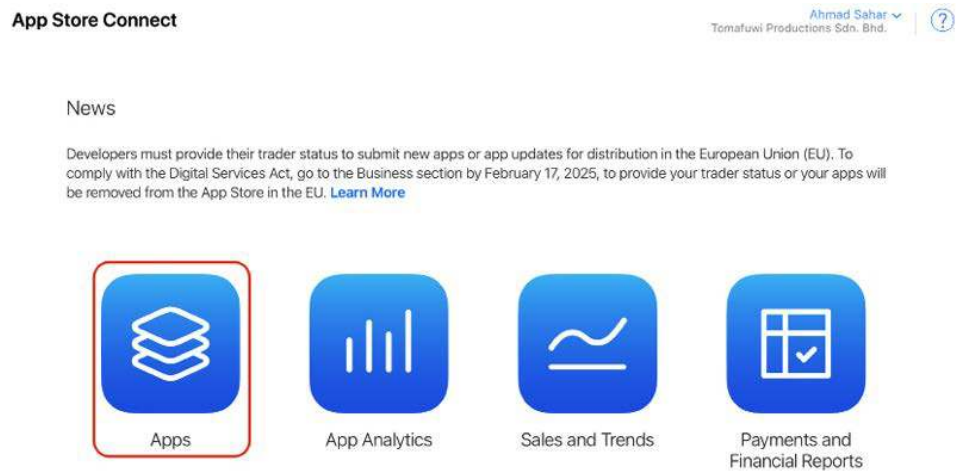 App Store Connect
Ahmad Sahar
Tomafuwi Productions Sdn. Bhd.
?
News
Developers must provide their trader status to submit new apps or app updates for distribution in the European Union (EU). To
comply with the Digital Services Act, go to the Business section by February 17, 2025, to provide your trader status or your apps will
be removed from the App Store in the EU. Learn More
Apps
App Analytics
Sales and Trends
Payments and
Financial Reports